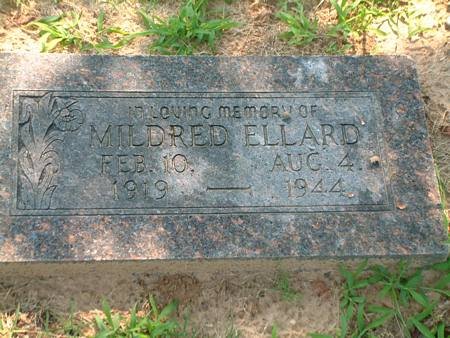 IN LOVING MEMORY OF
MILDRED ELLARD
FEB. 10. AUG. 4.
1919 — 1944